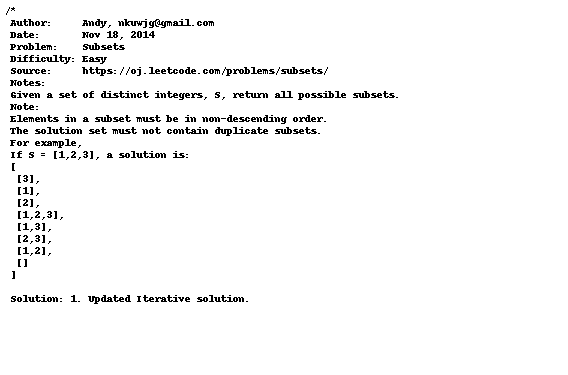 /*
Author:     Andy, nkuwjg@gmail.com
Date:       Nov 18, 2014
Problem:    Subsets
Difficulty: Easy
Source:     https://oj.leetcode.com/problems/subsets/
Notes:
Given a set of distinct integers, S, return all possible subsets.
Note:
Elements in a subset must be in non-descending order.
The solution set must not contain duplicate subsets.
For example,
If S = [1,2,3], a solution is:
[
 [3],
 [1],
 [2],
 [1,2,3],
 [1,3],
 [2,3],
 [1,2],
 []
]
Solution: 1. Updated Iterative solution.